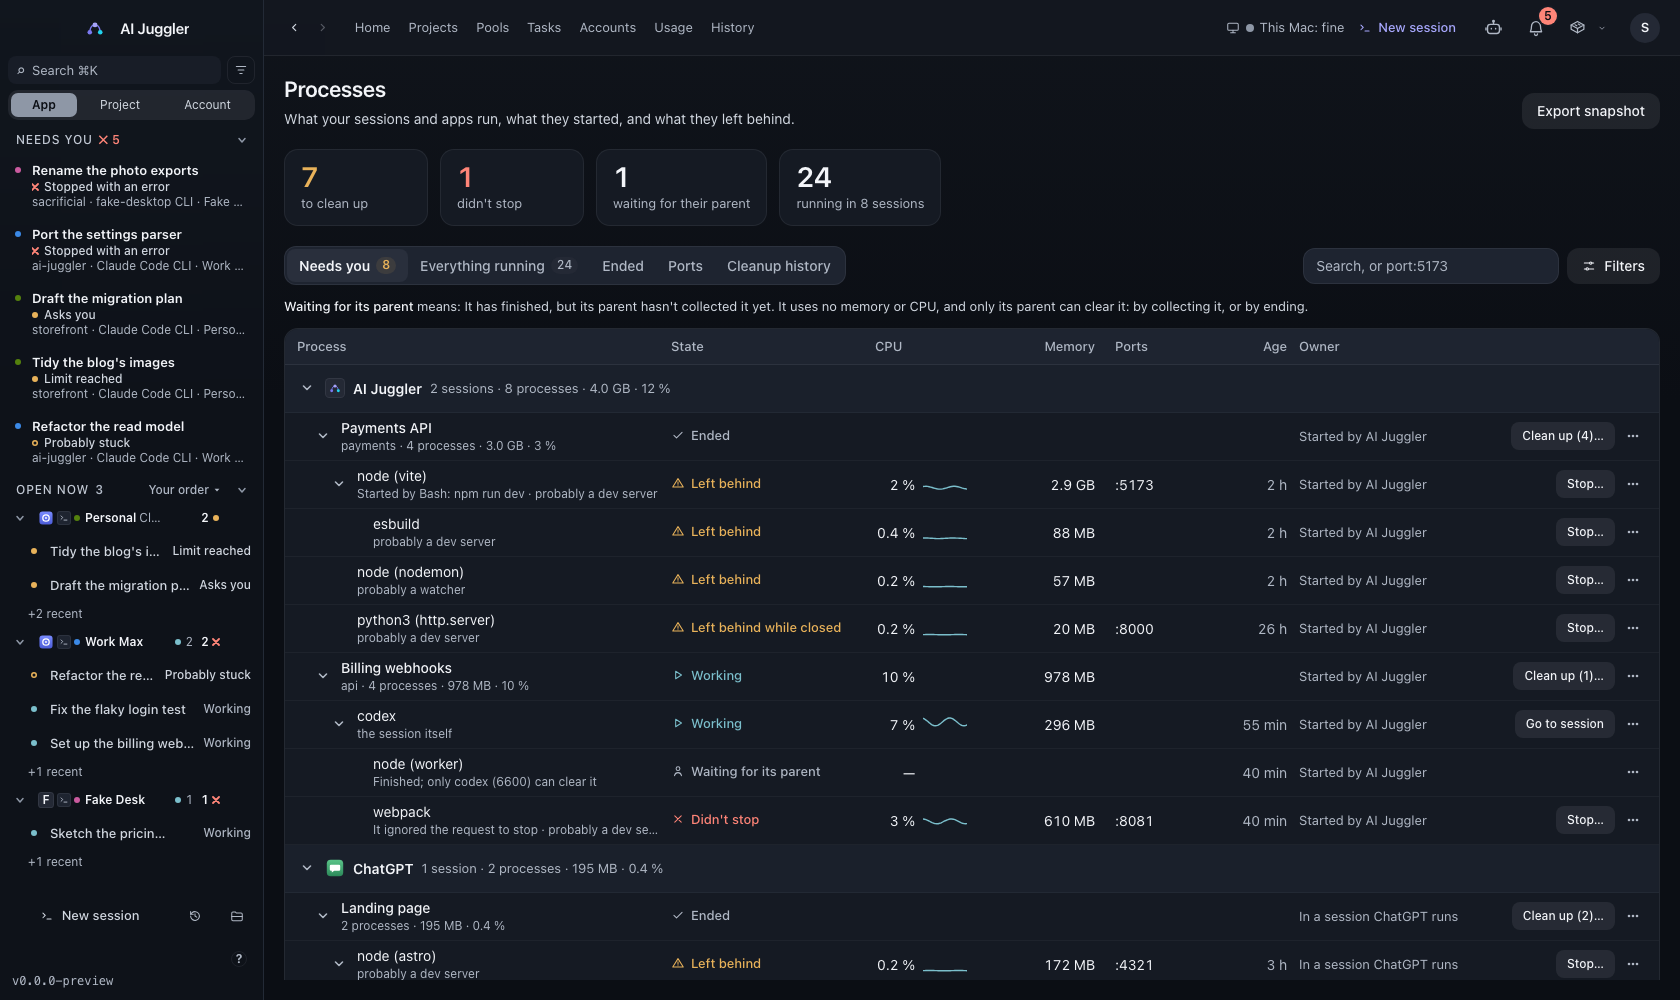 AI Juggler
Search ⌘K
App Project Account
NEEDS YOU 5
Rename the photo exports
Stopped with an error
sacrificial · fake-desktop CLI · Fake ...
Port the settings parser
Stopped with an error
ai-juggler · Claude Code CLI · Work ...
Draft the migration plan
Asks you
storefront · Claude Code CLI · Perso...
Tidy the blog's images
Limit reached
storefront · Claude Code CLI · Perso...
Refactor the read model
Probably stuck
ai-juggler · Claude Code CLI · Work ...
OPEN NOW 3 Your order
Personal Cl... 2
Tidy the blog's i... Limit reached
Draft the migration p... Asks you
+2 recent
Work Max 2 2
Refactor the re... Probably stuck
Fix the flaky login test Working
Set up the billing web... Working
+1 recent
F Fake Desk 1 1
Sketch the pricin... Working
+1 recent
New session
?
v0.0.0-preview
Home Projects Pools Tasks Accounts Usage History
This Mac: fine New session 5 S
Processes
What your sessions and apps run, what they started, and what they left behind.
Export snapshot
7 to clean up
1 didn't stop
1 waiting for their parent
24 running in 8 sessions
Needs you 8 Everything running 24 Ended Ports Cleanup history
Search, or port:5173 Filters
Waiting for its parent means: It has finished, but its parent hasn't collected it yet. It uses no memory or CPU, and only its parent can clear it: by collecting it, or by ending.
Process State CPU Memory Ports Age Owner
AI Juggler 2 sessions · 8 processes · 4.0 GB · 12 %
Payments API Ended Started by AI Juggler Clean up (4)...
payments · 4 processes · 3.0 GB · 3 %
node (vite) Left behind 2 % 2.9 GB :5173 2 h Started by AI Juggler Stop...
Started by Bash: npm run dev · probably a dev server
esbuild Left behind 0.4 % 88 MB 2 h Started by AI Juggler Stop...
probably a dev server
node (nodemon) Left behind 0.2 % 57 MB 2 h Started by AI Juggler Stop...
probably a watcher
python3 (http.server) Left behind while closed 0.2 % 20 MB :8000 26 h Started by AI Juggler Stop...
probably a dev server
Billing webhooks Working 10 % 978 MB Started by AI Juggler Clean up (1)...
api · 4 processes · 978 MB · 10 %
codex Working 7 % 296 MB 55 min Started by AI Juggler Go to session
the session itself
node (worker) Waiting for its parent — 40 min Started by AI Juggler
Finished; only codex (6600) can clear it
webpack Didn't stop 3 % 610 MB :8081 40 min Started by AI Juggler Stop...
It ignored the request to stop · probably a dev se...
ChatGPT 1 session · 2 processes · 195 MB · 0.4 %
Landing page Ended In a session ChatGPT runs Clean up (2)...
2 processes · 195 MB · 0.4 %
node (astro) Left behind 0.2 % 172 MB :4321 3 h In a session ChatGPT runs Stop...
probably a dev server